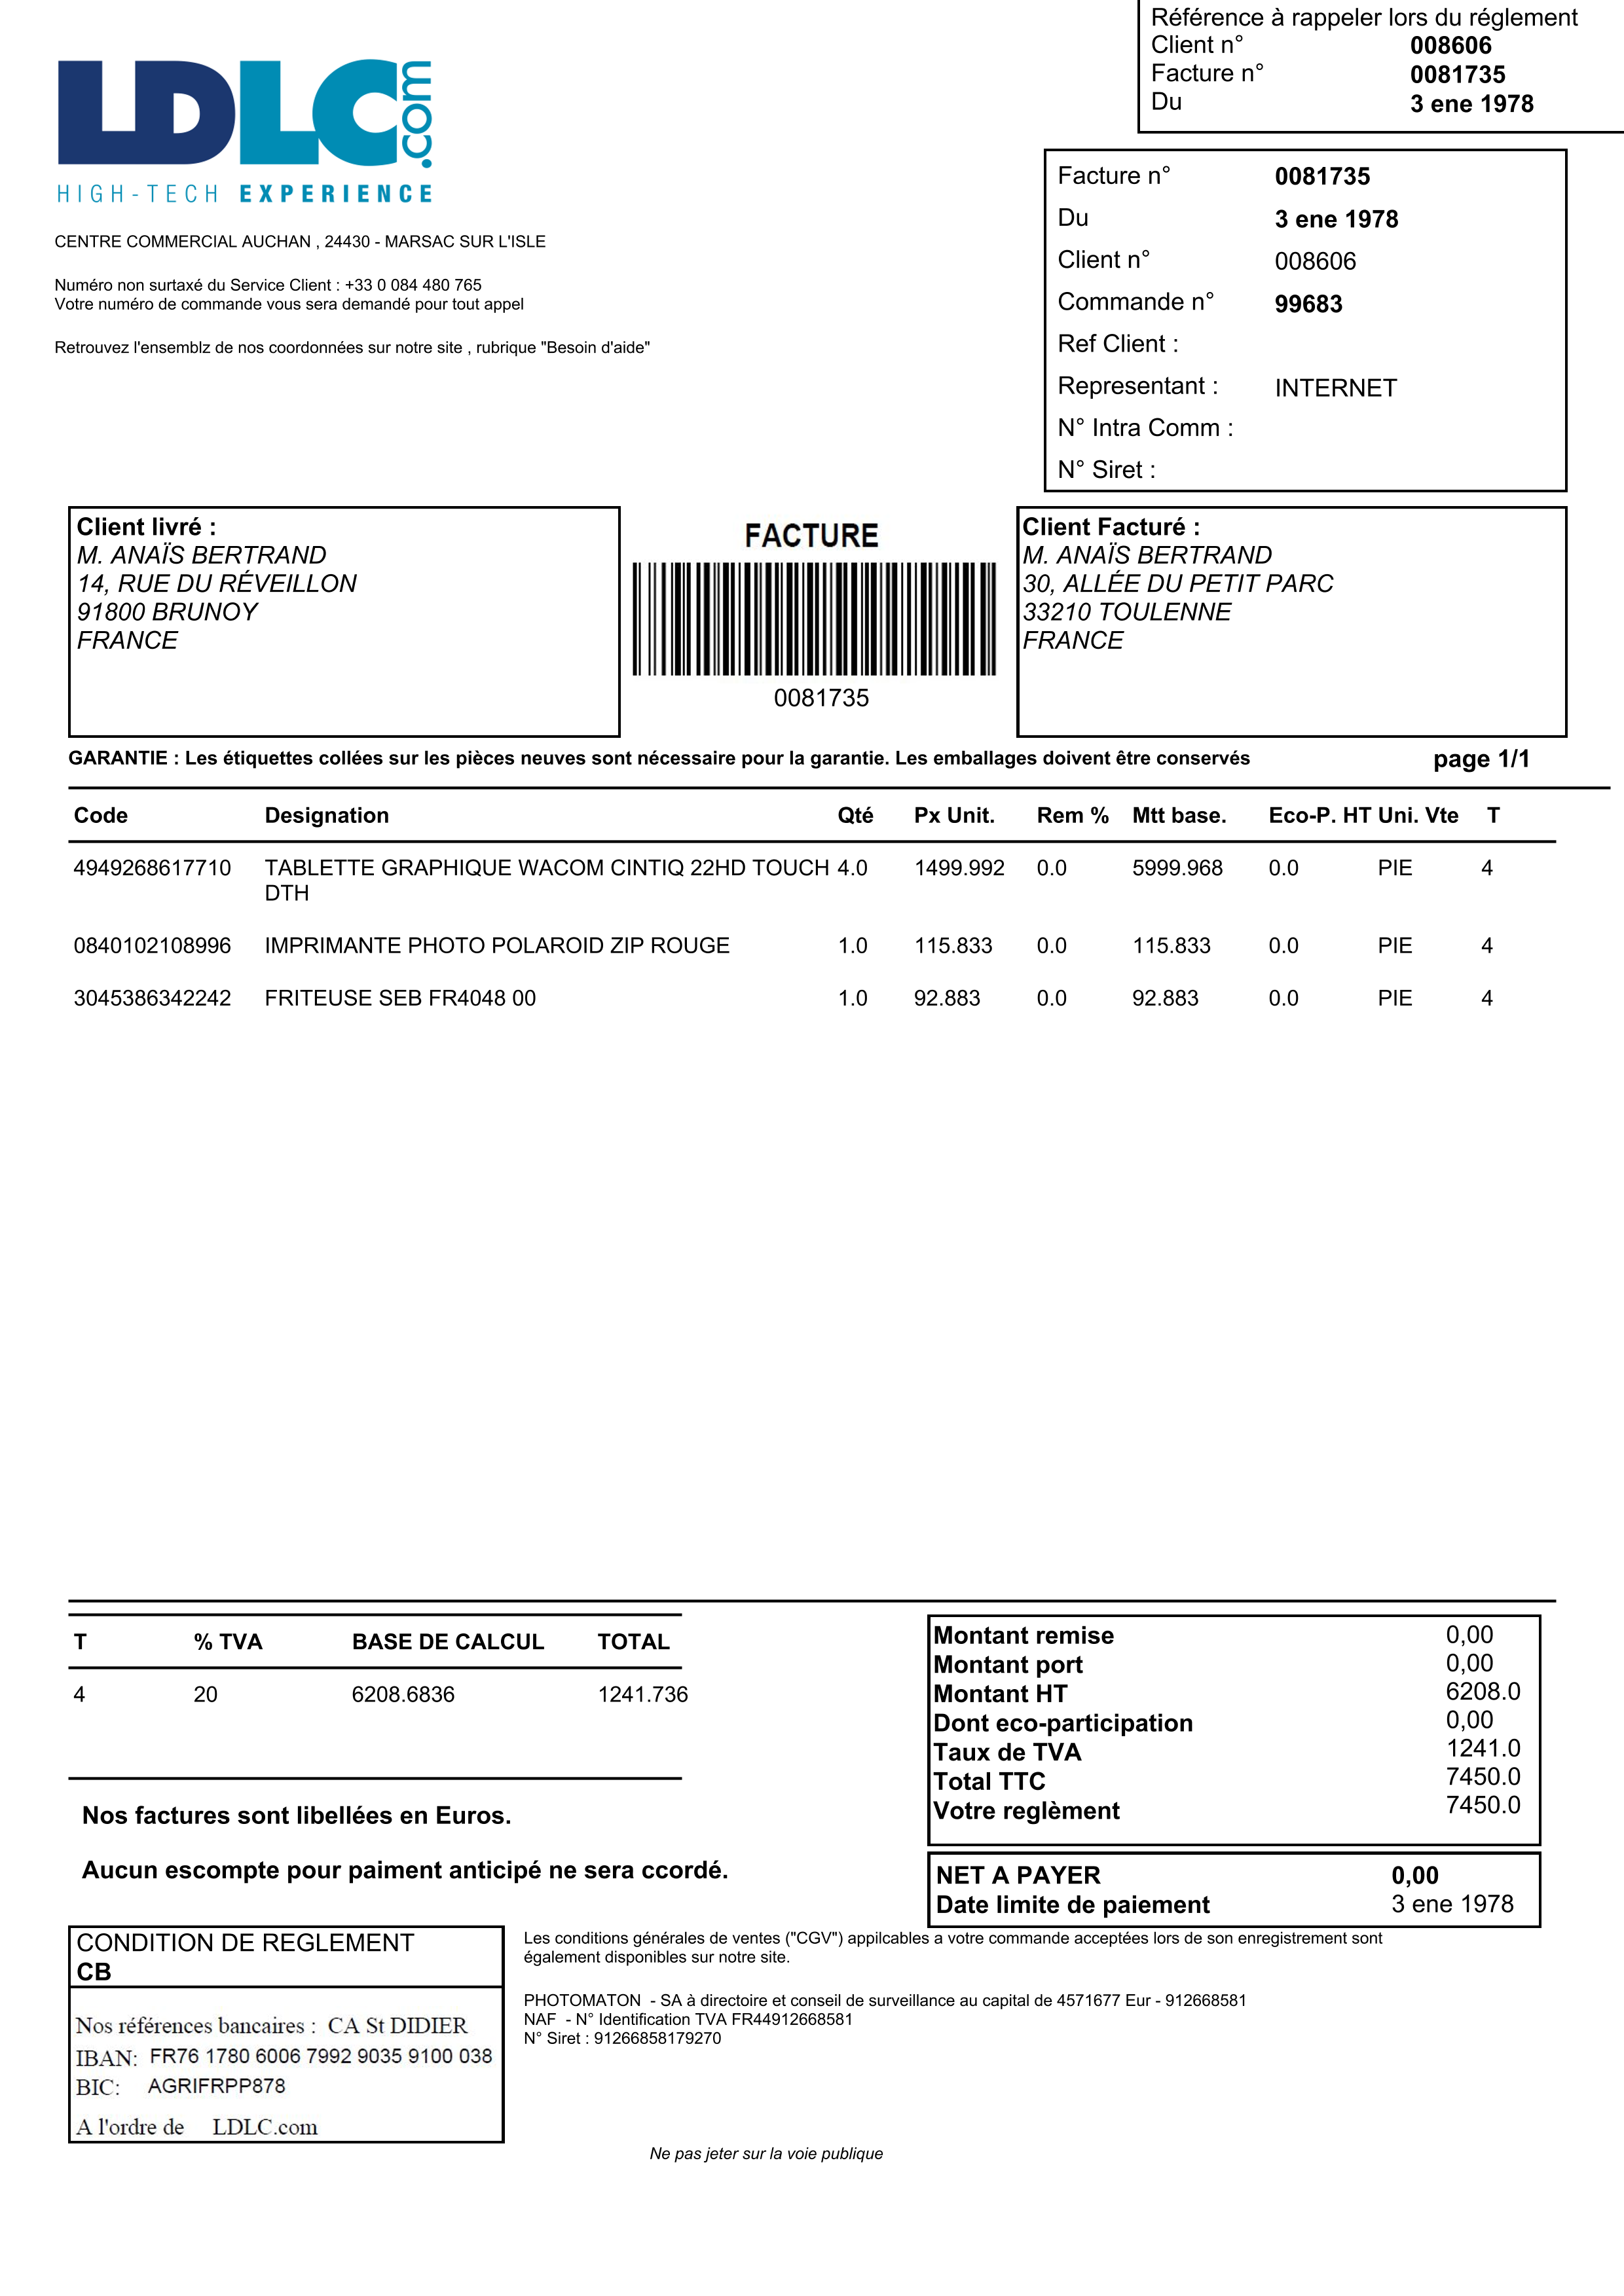 Référence à rappeler lors du réglement
Client n° 008606
Facture n° 0081735
Du 3 ene 1978
LDLC.com
HIGH-TECH EXPERIENCE
CENTRE COMMERCIAL AUCHAN , 24430 - MARSAC SUR L'ISLE
Numéro non surtaxé du Service Client : +33 0 084 480 765
Votre numéro de commande vous sera demandé pour tout appel
Retrouvez l'ensemblz de nos coordonnées sur notre site , rubrique "Besoin d'aide"
Facture n° 0081735
Du 3 ene 1978
Client n° 008606
Commande n° 99683
Ref Client :
Representant : INTERNET
N° Intra Comm :
N° Siret :
Client livré :
M. ANAÏS BERTRAND
14, RUE DU RÉVEILLON
91800 BRUNOY
FRANCE
FACTURE
0081735
Client Facturé :
M. ANAÏS BERTRAND
30, ALLÉE DU PETIT PARC
33210 TOULENNE
FRANCE
GARANTIE : Les étiquettes collées sur les pièces neuves sont nécessaire pour la garantie. Les emballages doivent être conservés page 1/1
Code Designation Qté Px Unit. Rem % Mtt base. Eco-P. HT Uni. Vte T
4949268617710 TABLETTE GRAPHIQUE WACOM CINTIQ 22HD TOUCH 4.0 1499.992 0.0 5999.968 0.0 PIE 4
DTH
0840102108996 IMPRIMANTE PHOTO POLAROID ZIP ROUGE 1.0 115.833 0.0 115.833 0.0 PIE 4
3045386342242 FRITEUSE SEB FR4048 00 1.0 92.883 0.0 92.883 0.0 PIE 4
T % TVA BASE DE CALCUL TOTAL
4 20 6208.6836 1241.736
Nos factures sont libellées en Euros.
Aucun escompte pour paiment anticipé ne sera ccordé.
Montant remise 0,00
Montant port 0,00
Montant HT 6208.0
Dont eco-participation 0,00
Taux de TVA 1241.0
Total TTC 7450.0
Votre reglèment 7450.0
NET A PAYER 0,00
Date limite de paiement 3 ene 1978
CONDITION DE REGLEMENT
CB
Nos références bancaires : CA St DIDIER
IBAN: FR76 1780 6006 7992 9035 9100 038
BIC: AGRIFRPP878
A l'ordre de LDLC.com
Les conditions générales de ventes ("CGV") appilcables a votre commande acceptées lors de son enregistrement sont
également disponibles sur notre site.
PHOTOMATON - SA à directoire et conseil de surveillance au capital de 4571677 Eur - 912668581
NAF - N° Identification TVA FR44912668581
N° Siret : 91266858179270
Ne pas jeter sur la voie publique